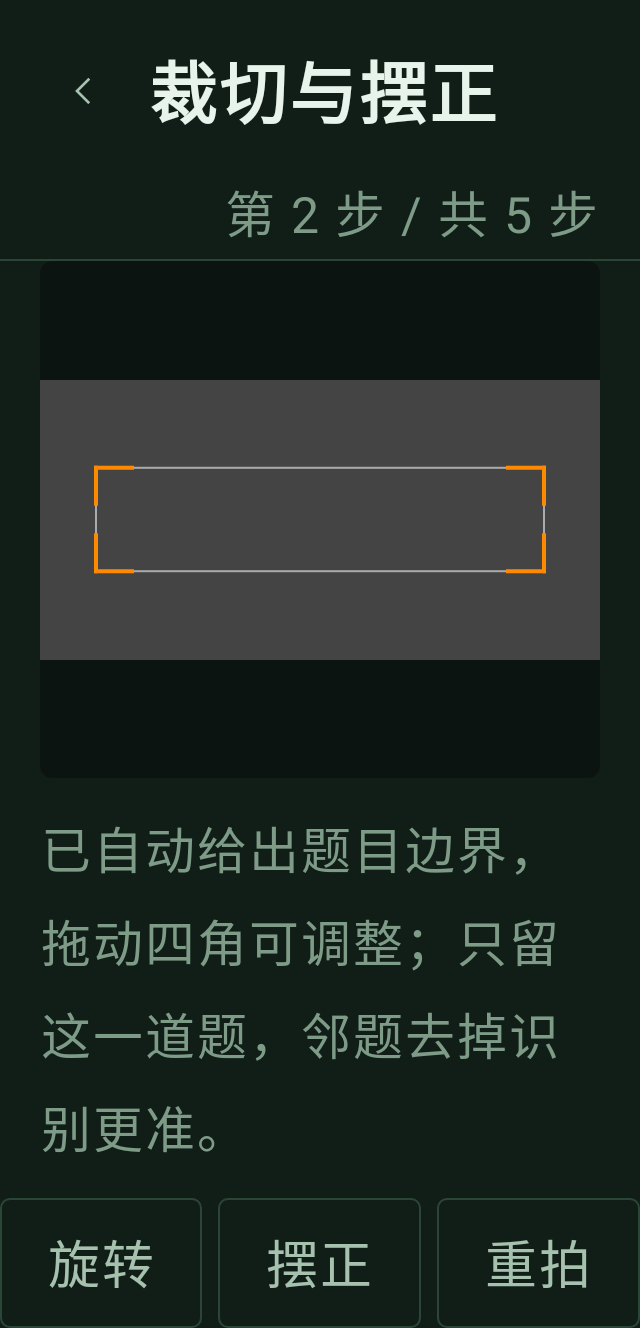 裁切与摆正
第 2 步 / 共 5 步
已自动给出题目边界，
拖动四角可调整；只留
这一道题，邻题去掉识
别更准。
旋转
摆正
重拍